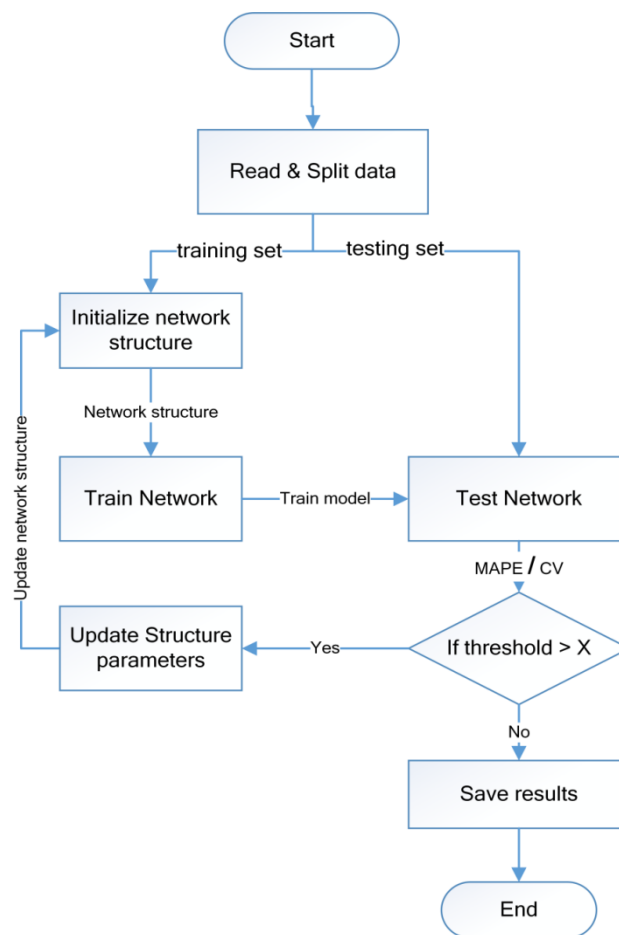 Start
Read & Split data
training set
testing set
Initialize network
structure
Network structure
Update network structure
Train Network
Train model
Test Network
MAPE / CV
Update Structure
parameters
Yes
If threshold > X
No
Save results
End